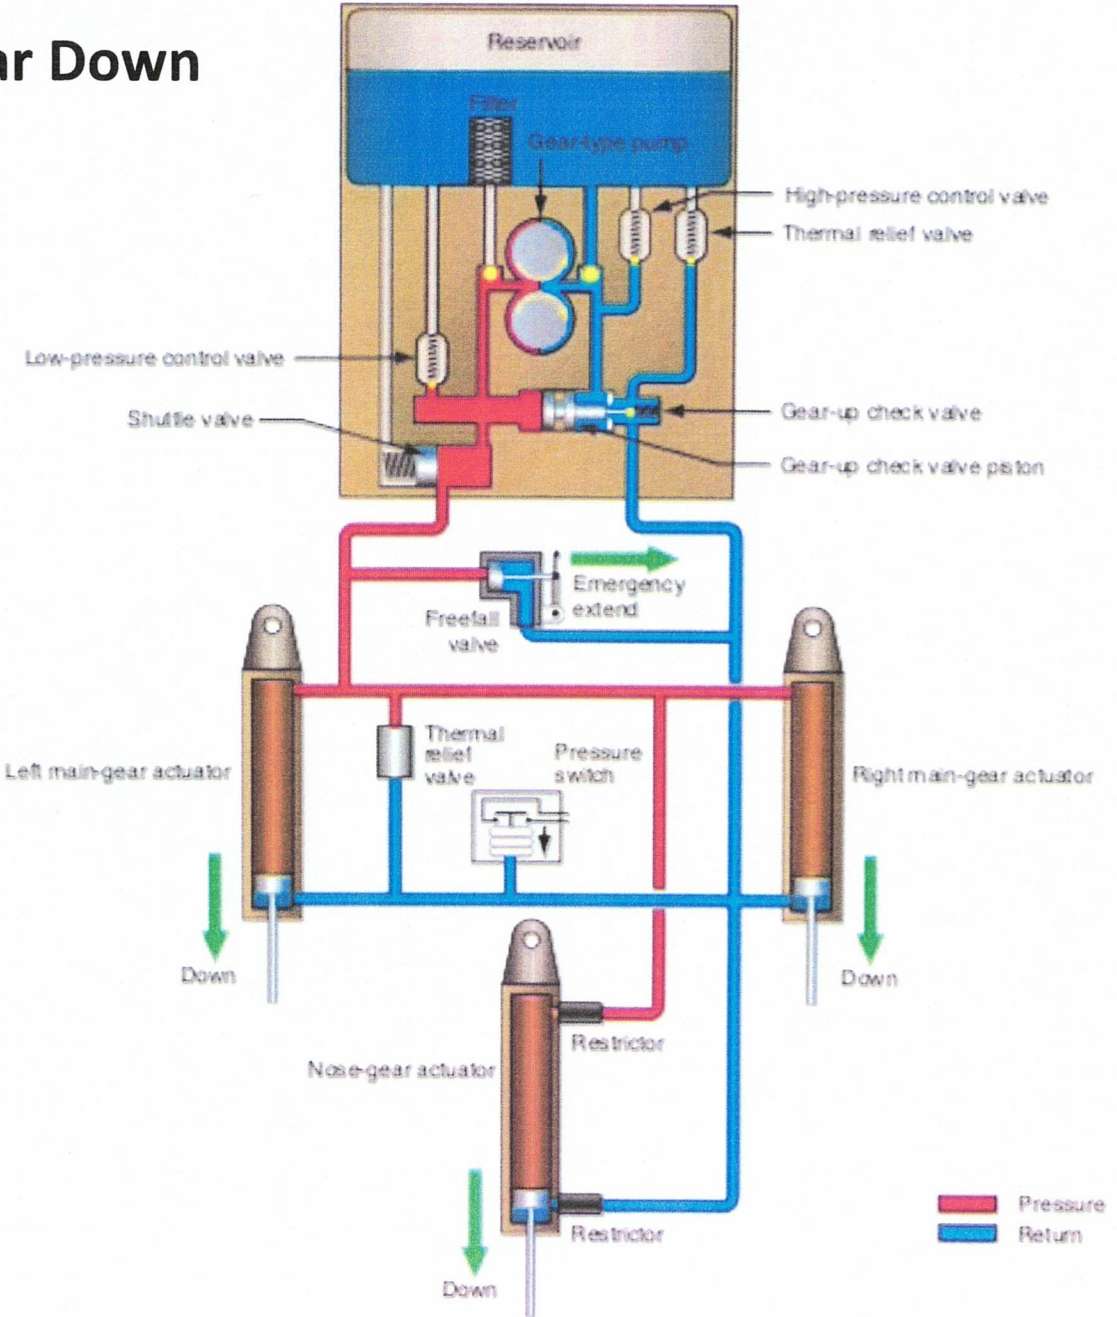 ar Down
Reservoir
Filter
Gear-type pump
High-pressure control valve
Thermal relief valve
Low-pressure control valve
Shuttle valve
Gear-up check valve
Gear-up check valve piston
Emergency
extend
Freefall
valve
Thermal
relief
valve
Pressure
switch
Left main-gear actuator
Right main-gear actuator
Down
Down
Restrictor
Nose-gear actuator
Restrictor
Down
Pressure
Return